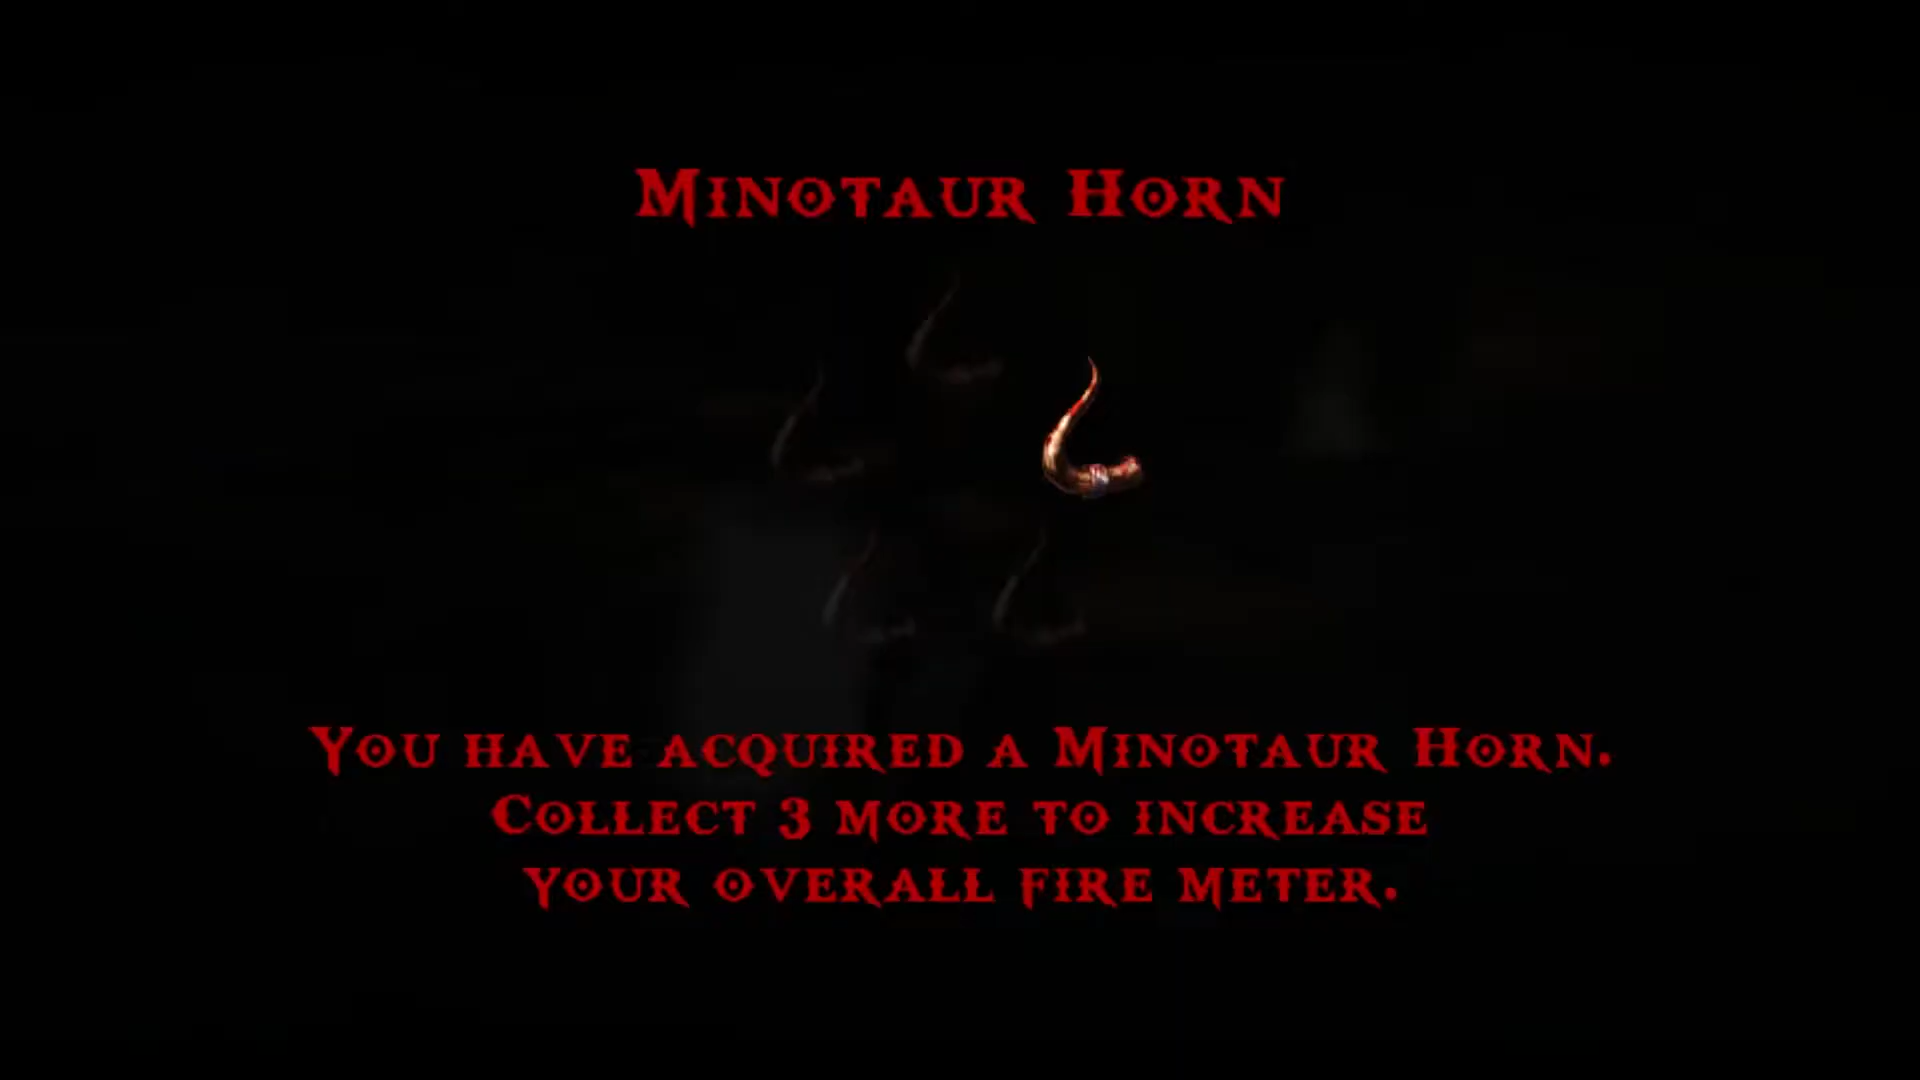 Minotaur Horn
You have acquired a Minotaur Horn.
Collect 3 more to increase
your overall fire meter.